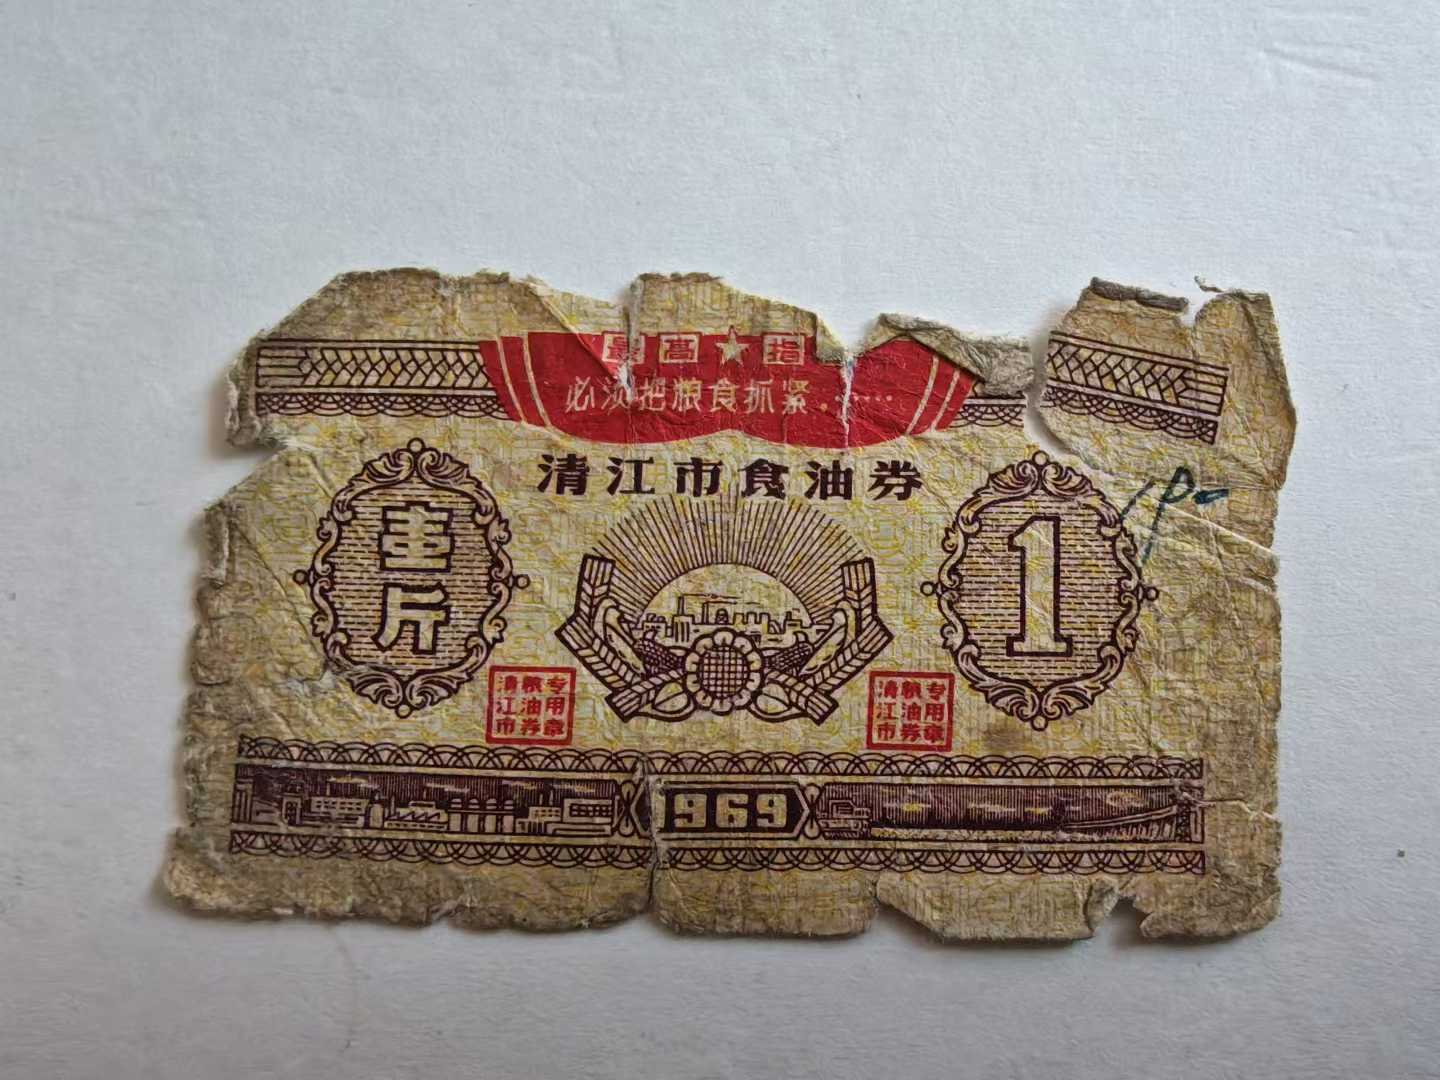 最高★指
必须把粮食抓紧.……
清江市食油券
壹斤
1
清江市粮油券专用章
清江市粮油券专用章
1969